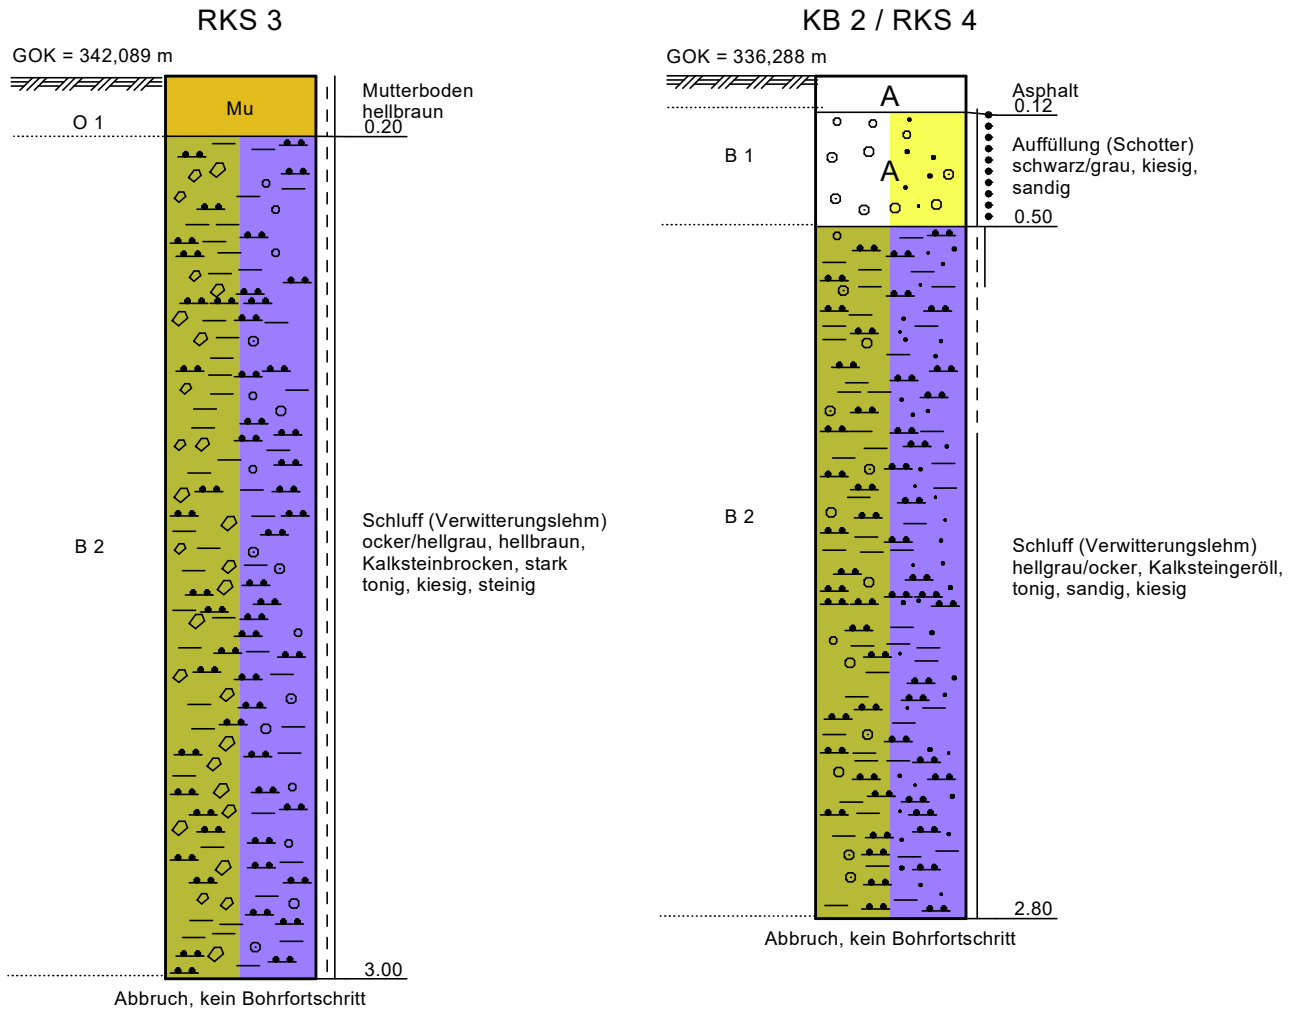 RKS 3
GOK = 342,089 m
Mu
O 1
Mutterboden
hellbraun
0.20
B 2
Schluff (Verwitterungslehm)
ocker/hellgrau, hellbraun,
Kalksteinbrocken, stark
tonig, kiesig, steinig
3.00
Abbruch, kein Bohrfortschritt
KB 2 / RKS 4
GOK = 336,288 m
A
Asphalt
0.12
B 1
A
Auffüllung (Schotter)
schwarz/grau, kiesig,
sandig
0.50
B 2
Schluff (Verwitterungslehm)
hellgrau/ocker, Kalksteingeröll,
tonig, sandig, kiesig
2.80
Abbruch, kein Bohrfortschritt